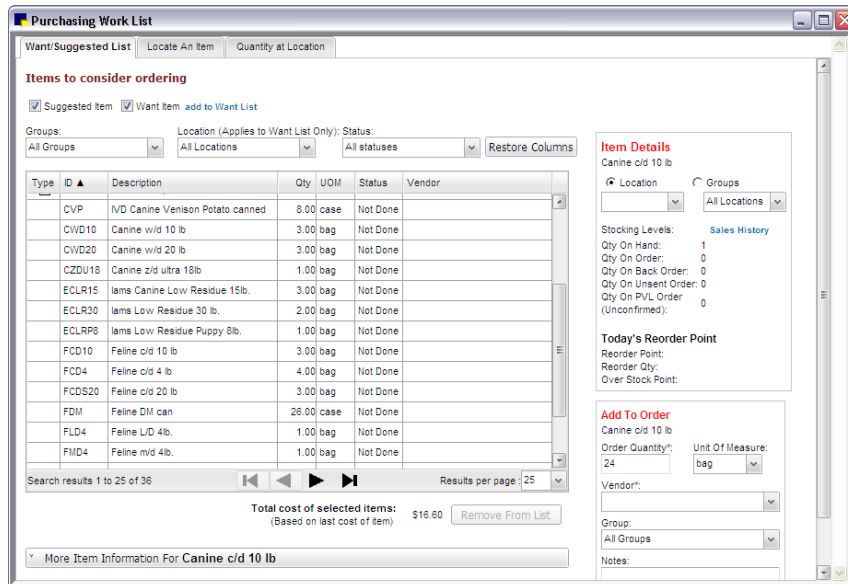 Purchasing Work List
Want/Suggested List Locate An Item Quantity at Location
Items to consider ordering
Suggested Item Want Item add to Want List
Groups: Location (Applies to Want List Only): Status:
All Groups All Locations All statuses Restore Columns
Type ID ▲ Description Qty UOM Status Vendor
CVP IVD Canine Venison Potato canned 8.00 case Not Done
CWD10 Canine w/d 10 lb 3.00 bag Not Done
CWD20 Canine w/d 20 lb 3.00 bag Not Done
CZDU18 Canine z/d ultra 18lb 1.00 bag Not Done
ECLR15 Iams Canine Low Residue 15lb. 3.00 bag Not Done
ECLR30 Iams Low Residue 30 lb. 2.00 bag Not Done
ECLRP8 Iams Low Residue Puppy 8lb. 1.00 bag Not Done
FCD10 Feline c/d 10 lb 3.00 bag Not Done
FCD4 Feline c/d 4 lb 4.00 bag Not Done
FCDS20 Feline c/d 20 lb 3.00 bag Not Done
FDM Feline DM can 26.00 case Not Done
FLD4 Feline L/D 4lb. 1.00 bag Not Done
FMD4 Feline m/d 4lb. 1.00 bag Not Done
Search results 1 to 25 of 36 Results per page : 25
Total cost of selected items: $16.60 Remove From List
(Based on last cost of item)
More Item Information For Canine c/d 10 lb
Item Details
Canine c/d 10 lb
Location Groups
All Locations
Stocking Levels: Sales History
Qty On Hand: 1
Qty On Order: 0
Qty On Back Order: 0
Qty On Unsent Order: 0
Qty On PVL Order 0
(Unconfirmed):
Today's Reorder Point
Reorder Point:
Reorder Qty:
Over Stock Point:
Add To Order
Canine c/d 10 lb
Order Quantity*: Unit Of Measure:
24 bag
Vendor*:
Group:
All Groups
Notes: